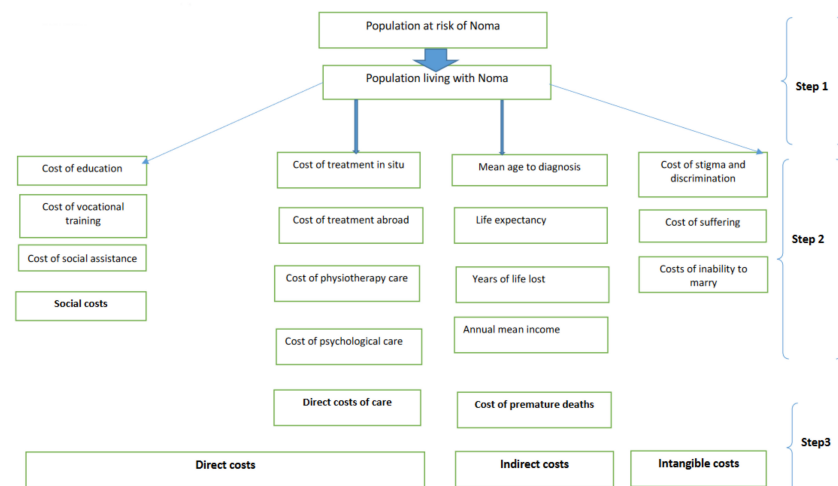 Population at risk of Noma
Population living with Noma
Step 1
Cost of education
Cost of vocational
training
Cost of social assistance
Social costs
Cost of treatment in situ
Cost of treatment abroad
Cost of physiotherapy care
Cost of psychological care
Direct costs of care
Mean age to diagnosis
Life expectancy
Years of life lost
Annual mean income
Cost of premature deaths
Cost of stigma and
discrimination
Cost of suffering
Costs of inability to
marry
Step 2
Direct costs
Indirect costs
Intangible costs
Step3